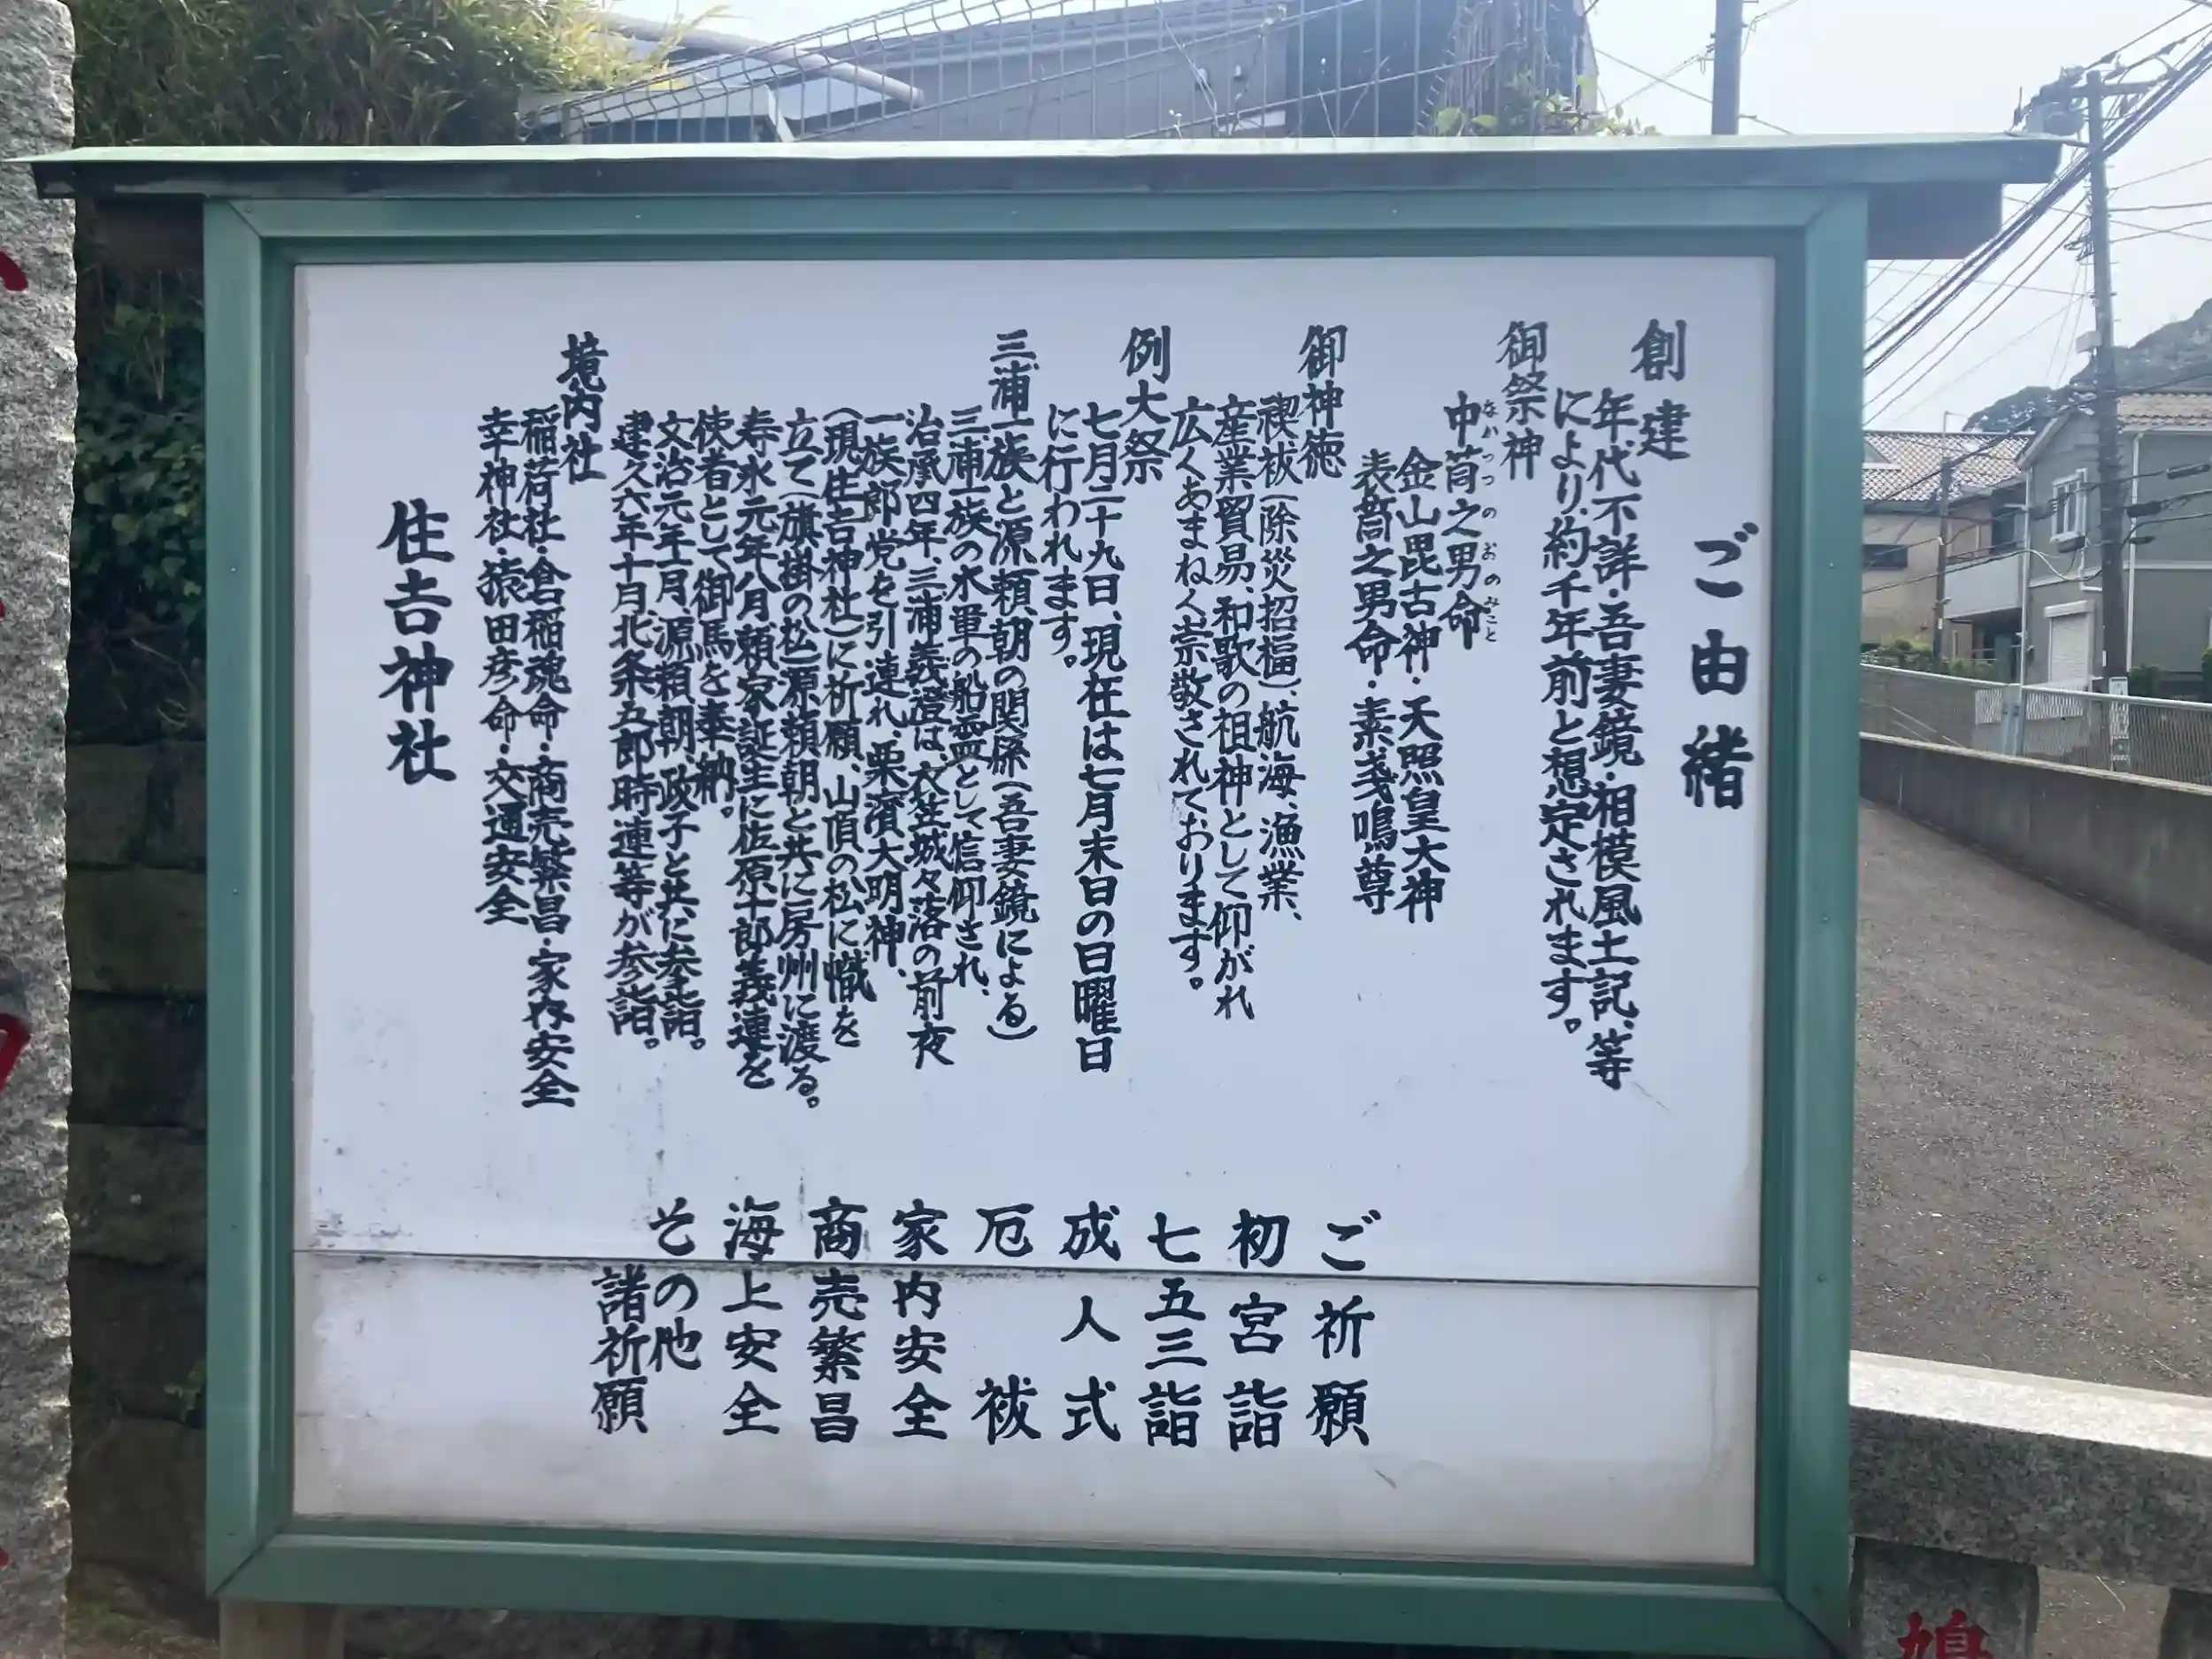 ご由緒
創建
年代不詳・吾妻鏡・相模風土記、等
により、約千年前と想定されます。
御祭神
中筒之男命
なかつつのおのみこと
金山毘古神・天照皇大神
表筒之男命・素戔鳴尊
御神徳
禊祓(除災招福)、航海、漁業、
産業貿易、和歌の祖神として仰がれ
広くあまねく崇敬されております。
例大祭
七月二十九日、現在は七月末日の日曜日
に行われます。
三浦一族と源頼朝の関係(吾妻鏡による)
三浦一族の水軍の船霊として信仰され、
治承四年、三浦義澄は、衣笠城々落の前夜
一族郎党を引連れ、栗濱大明神、
(現住吉神社)に祈願、山頂の松に幟を
立て(旗掛の松)源頼朝と共に房州に渡る。
寿永元年八月、頼家誕生に佐原十郎義連を
使者として御馬を奉納。
文治元年一月、源頼朝、政子と共に参詣。
建久六年十月、北条五郎時連等が参詣。
境内社
稲荷社・倉稲魂命・商売繁昌・家内安全
幸神社・猿田彦命・交通安全
住吉神社
ご祈願
初宮詣
七五三詣
成人式
厄祓
家内安全
商売繁昌
海上安全
その他
諸祈願